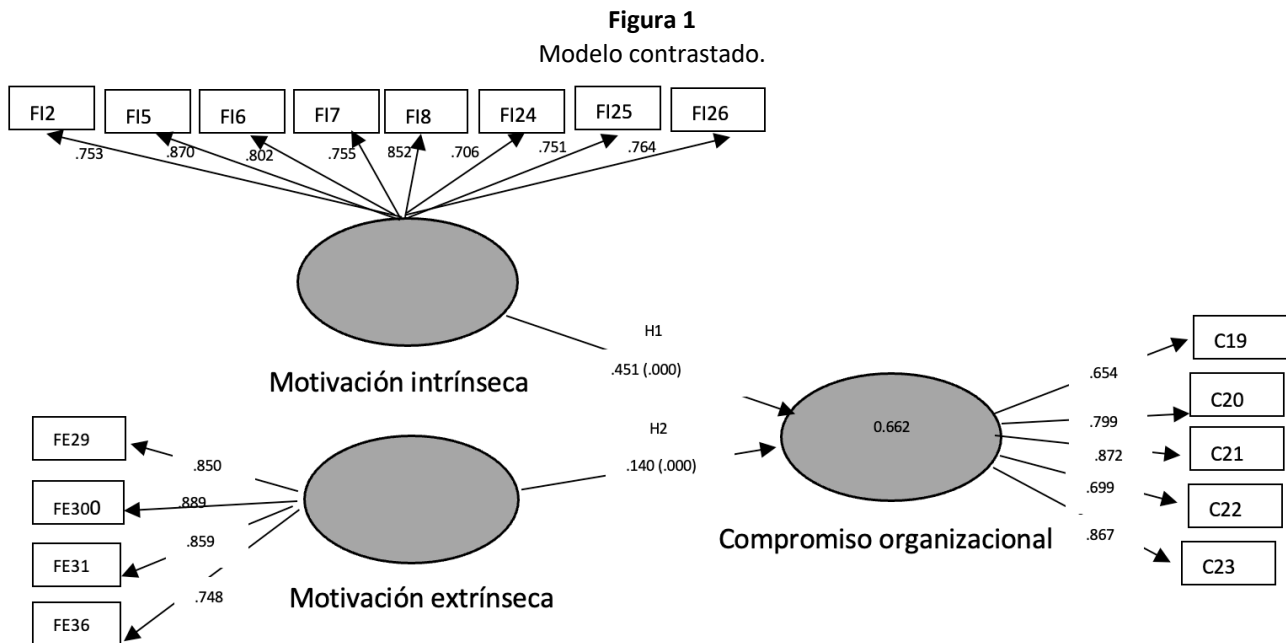 Figura 1
Modelo contrastado.
FI2 FI5 FI6 FI7 FI8 FI24 FI25 FI26
.753 .870 .802 .755 852 .706 .751 .764
H1
.451 (.000)
Motivación intrínseca
H2
.140 (.000)
FE29
FE300
FE31
FE36
.850
.889
.859
.748
Motivación extrínseca
0.662
Compromiso organizacional
.654
.799
.872
.699
.867
C19
C20
C21
C22
C23